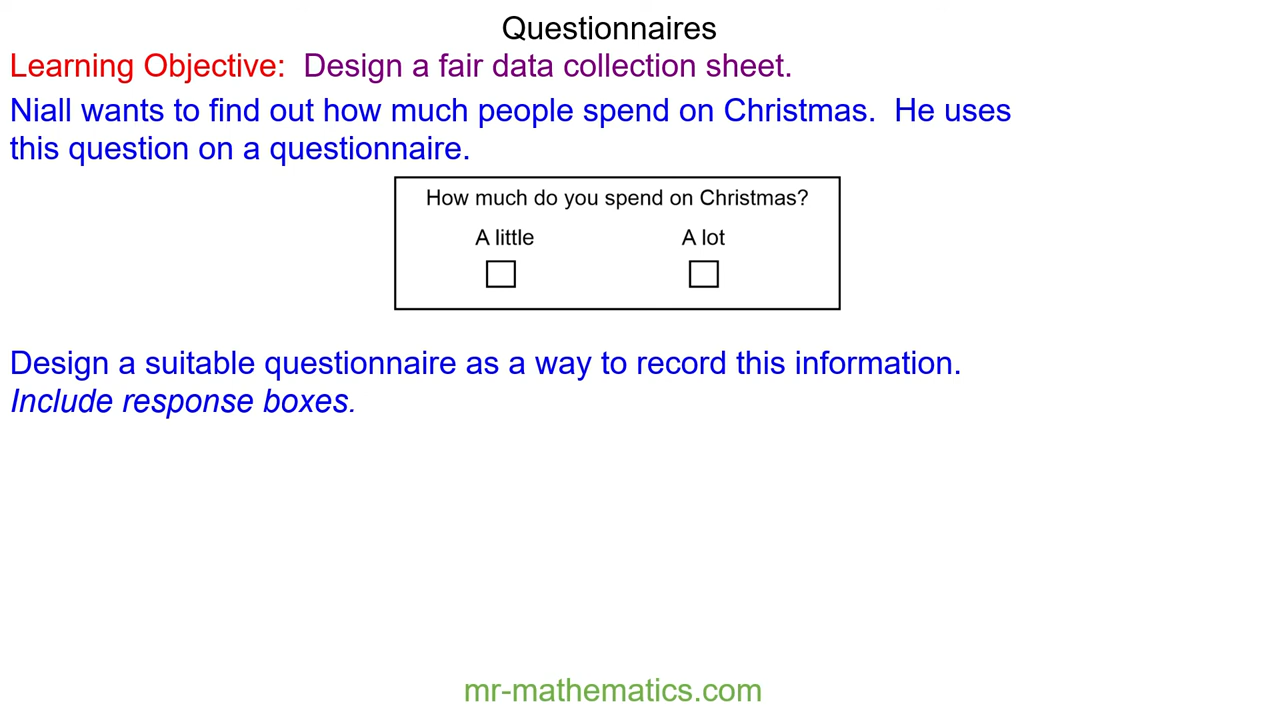 Questionnaires
Learning Objective: Design a fair data collection sheet.
Niall wants to find out how much people spend on Christmas. He uses
this question on a questionnaire.
How much do you spend on Christmas?
A little A lot
Design a suitable questionnaire as a way to record this information.
Include response boxes.
mr-mathematics.com